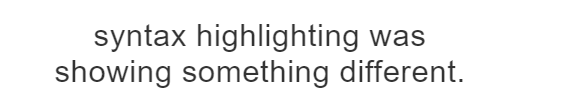 syntax highlighting was
showing something different.